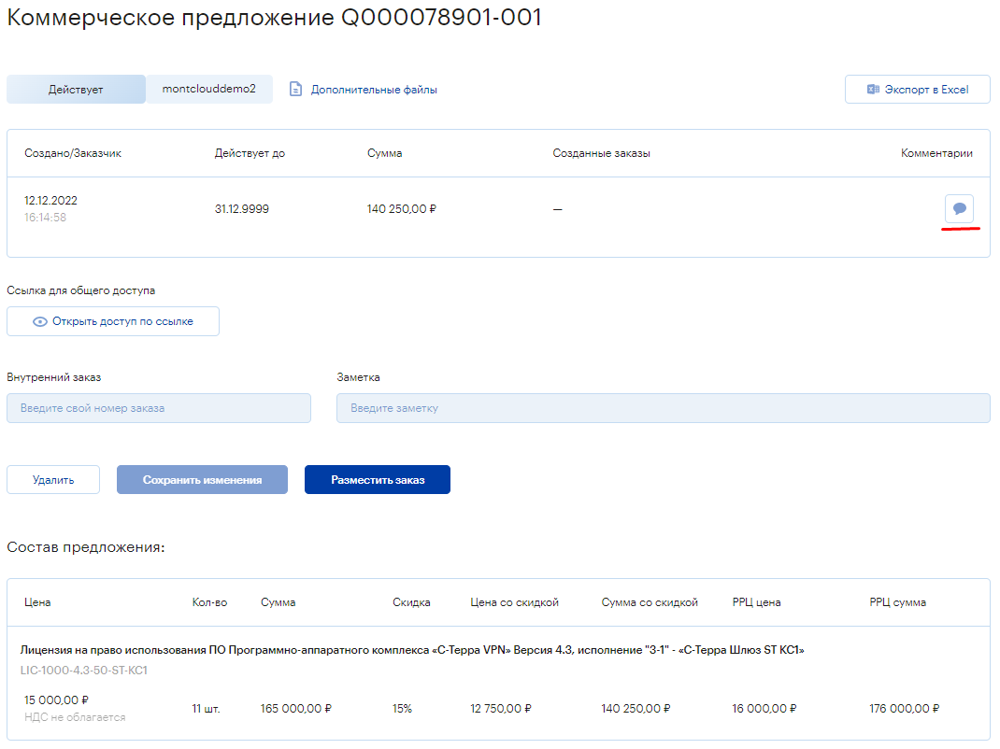 Коммерческое предложение Q000078901-001
Действует montclouddemo2 Дополнительные файлы Экспорт в Excel
Создано/Заказчик Действует до Сумма Созданные заказы Комментарии
12.12.2022
16:14:58
31.12.9999 140 250,00 ₽ —
Ссылка для общего доступа
Открыть доступ по ссылке
Внутренний заказ Заметка
Введите свой номер заказа Введите заметку
Удалить Сохранить изменения Разместить заказ
Состав предложения:
Цена Кол-во Сумма Скидка Цена со скидкой Сумма со скидкой РРЦ цена РРЦ сумма
Лицензия на право использования ПО Программно-аппаратного комплекса «С-Терра VPN» Версия 4.3, исполнение "3-1" - «С-Терра Шлюз ST KC1»
LIC-1000-4.3-50-ST-KC1
15 000,00 ₽
НДС не облагается
11 шт. 165 000,00 ₽ 15% 12 750,00 ₽ 140 250,00 ₽ 16 000,00 ₽ 176 000,00 ₽